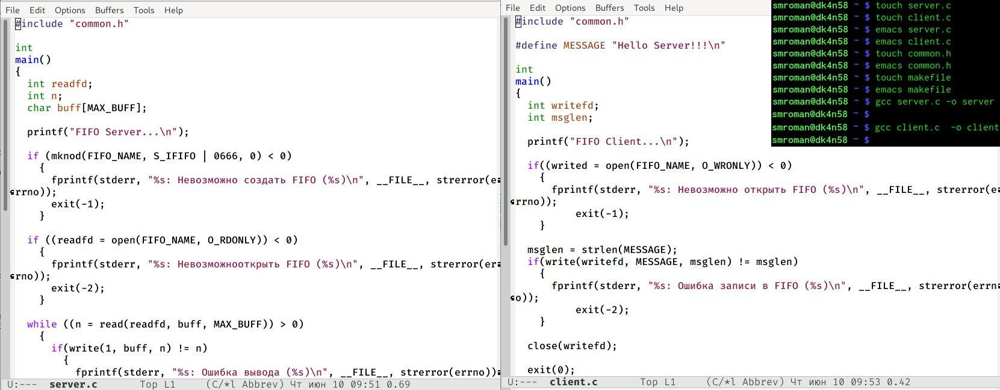 File Edit Options Buffers Tools Help
#include "common.h"
int
main()
{
int readfd;
int n;
char buff[MAX_BUFF];
printf("FIFO Server...\n");
if (mknod(FIFO_NAME, S_IFIFO | 0666, 0) < 0)
{
fprintf(stderr, "%s: Невозможно создать FIFO (%s)\n", __FILE__, strerror(e
rrno));
exit(-1);
}
if ((readfd = open(FIFO_NAME, O_RDONLY)) < 0)
{
fprintf(stderr, "%s: Невозможнооткрыть FIFO (%s)\n", __FILE__, strerror(er
rno));
exit(-2);
}
while ((n = read(readfd, buff, MAX_BUFF)) > 0)
{
if(write(1, buff, n) != n)
{
fprintf(stderr, "%s: Ошибка вывода (%s)\n", __FILE__, strerror(errno))
U:--- server.c Top L1 (C/*l Abbrev) Чт июн 10 09:51 0.69
File Edit Options Buffers Tools Help
#include "common.h"
#define MESSAGE "Hello Server!!!\n"
int
main()
{
int writefd;
int msglen;
printf("FIFO Client...\n");
if((writed = open(FIFO_NAME, O_WRONLY)) < 0)
{
fprintf(stderr, "%s: Невозможно открыть FIFO (%s)\n", __FILE__, strerror(e
rrno));
exit(-1);
}
msglen = strlen(MESSAGE);
if(write(writefd, MESSAGE, msglen) != msglen)
{
fprintf(stderr, "%s: Ошибка записи в FIFO (%s)\n", __FILE__, strerror(errn
o));
exit(-2);
}
close(writefd);
exit(0);
U:--- client.c Top L1 (C/*l Abbrev) Чт июн 10 09:53 0.42
smroman@dk4n58 ~ $ touch server.c
smroman@dk4n58 ~ $ touch client.c
smroman@dk4n58 ~ $ emacs server.c
smroman@dk4n58 ~ $ emacs client.c
smroman@dk4n58 ~ $ touch common.h
smroman@dk4n58 ~ $ emacs common.h
smroman@dk4n58 ~ $ touch makefile
smroman@dk4n58 ~ $ emacs makefile
smroman@dk4n58 ~ $ gcc server.c -o server
smroman@dk4n58 ~ $
smroman@dk4n58 ~ $ gcc client.c -o client
smroman@dk4n58 ~ $